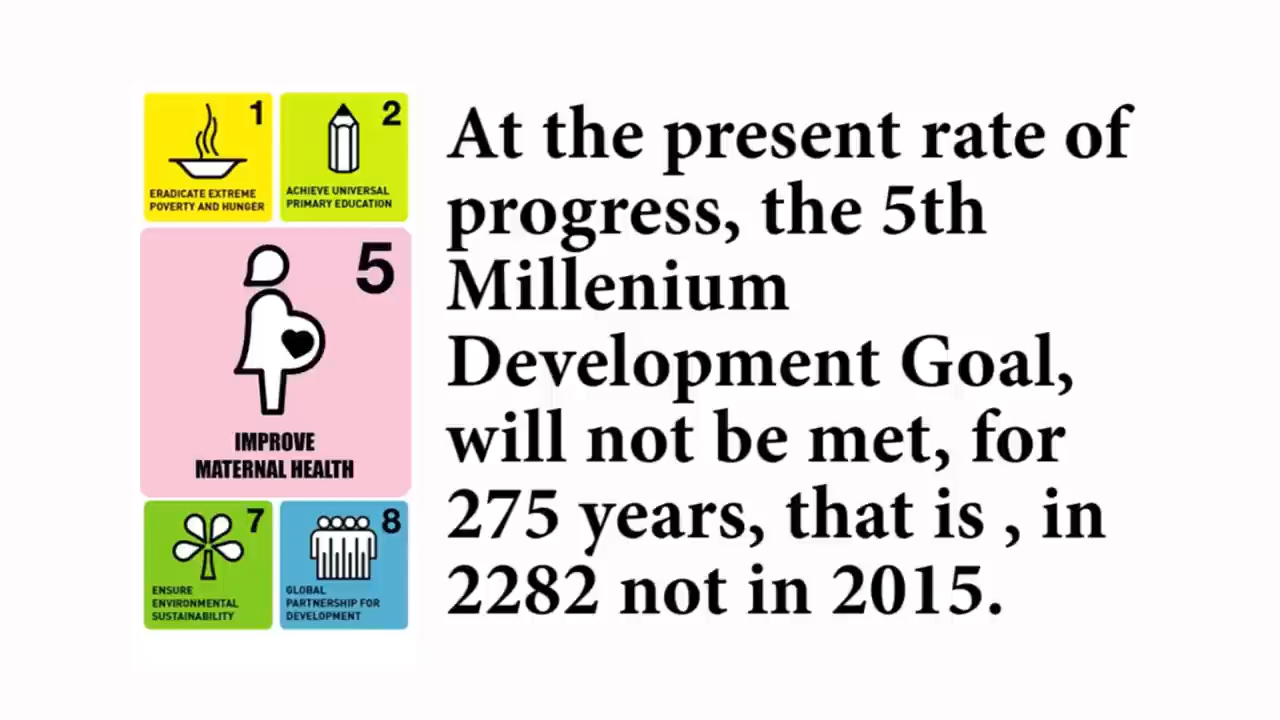 1
ERADICATE EXTREME
POVERTY AND HUNGER
2
ACHIEVE UNIVERSAL
PRIMARY EDUCATION
5
IMPROVE
MATERNAL HEALTH
7
ENSURE
ENVIRONMENTAL
SUSTAINABILITY
8
GLOBAL
PARTNERSHIP FOR
DEVELOPMENT
At the present rate of
progress, the 5th
Millenium
Development Goal,
will not be met, for
275 years, that is , in
2282 not in 2015.